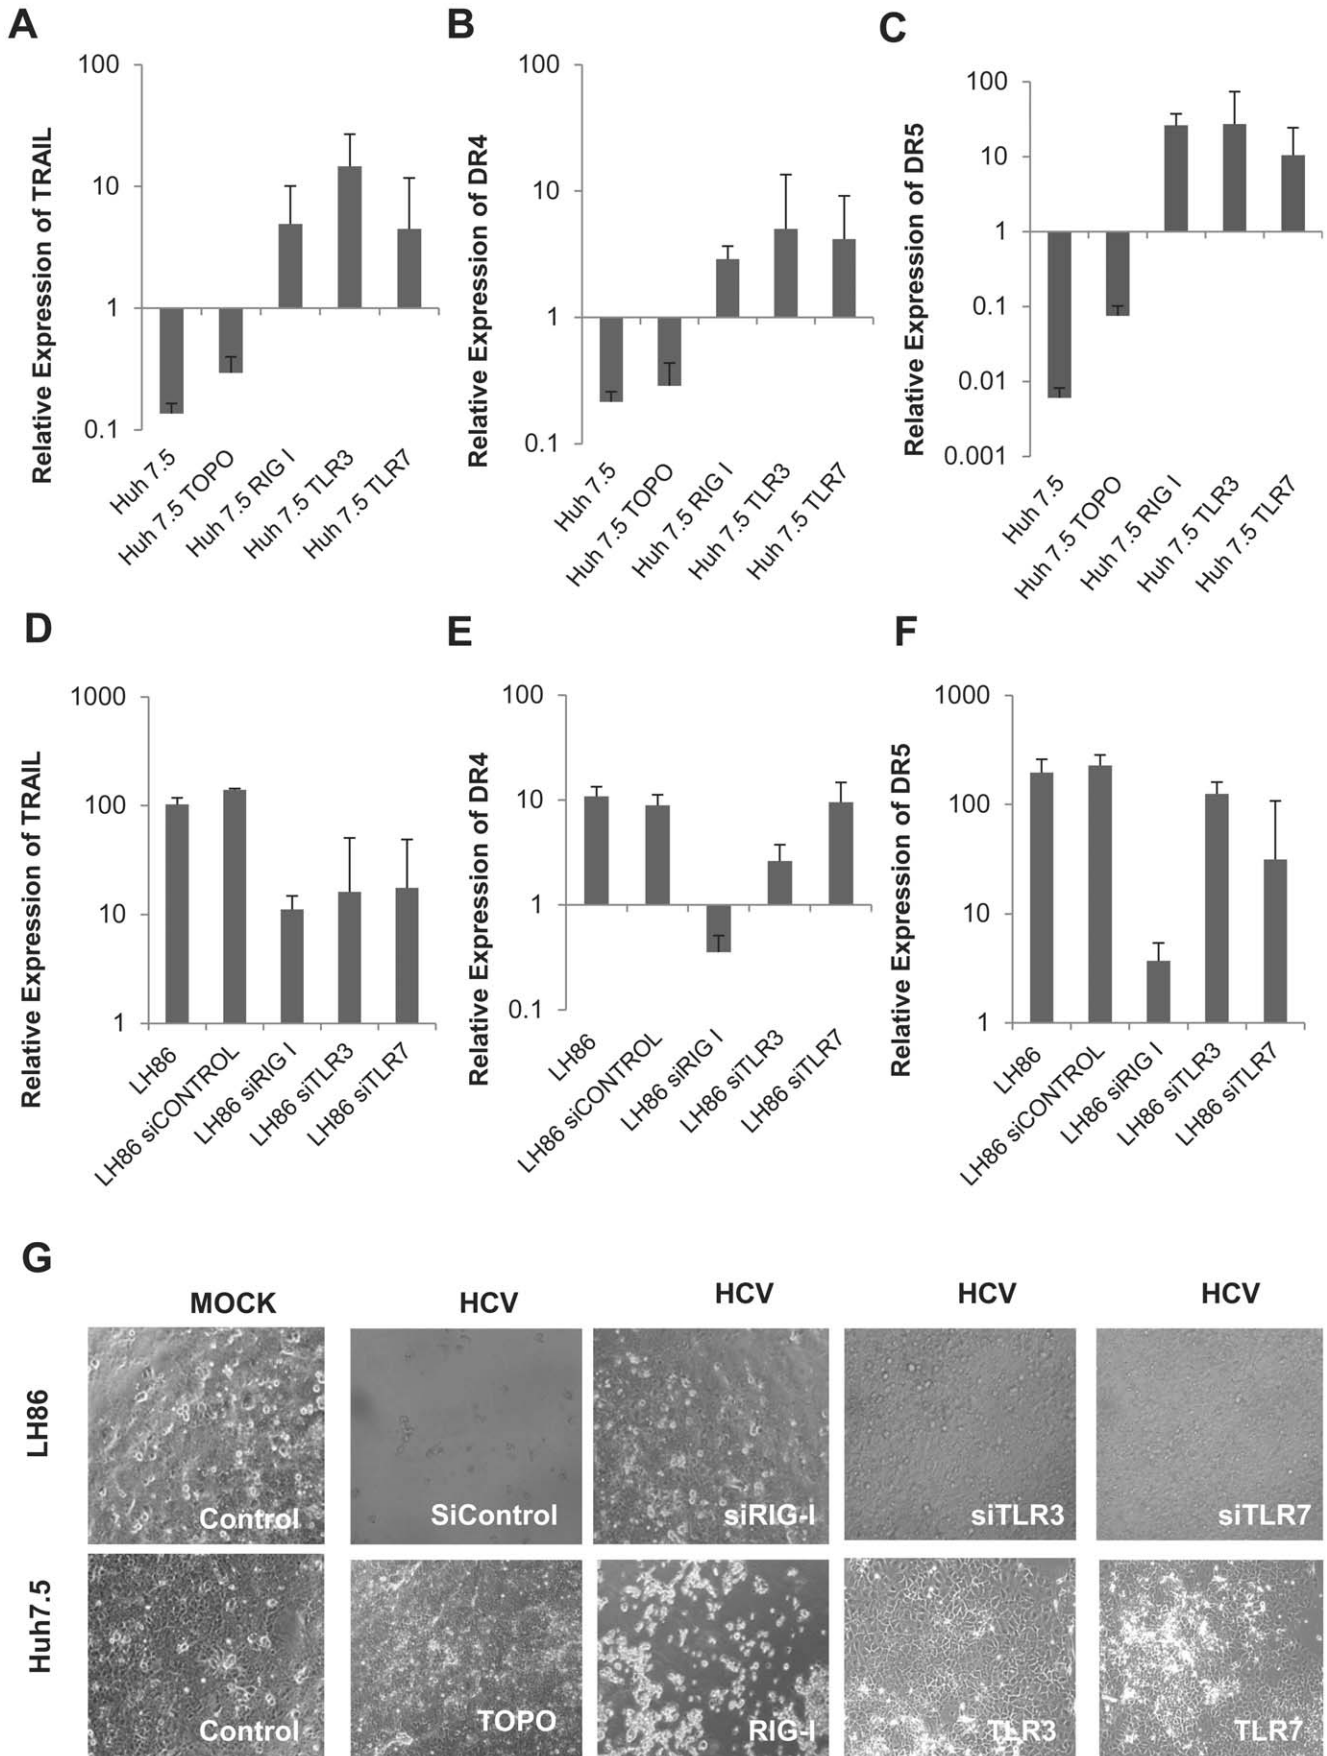 A
Relative Expression of TRAIL
100
10
1
0.1
Huh 7.5
Huh 7.5 TOPO
Huh 7.5 RIG I
Huh 7.5 TLR3
Huh 7.5 TLR7
B
Relative Expression of DR4
100
10
1
0.1
Huh 7.5
Huh 7.5 TOPO
Huh 7.5 RIG I
Huh 7.5 TLR3
Huh 7.5 TLR7
C
Relative Expression of DR5
100
10
1
0.1
0.01
0.001
Huh 7.5
Huh 7.5 TOPO
Huh 7.5 RIG I
Huh 7.5 TLR3
Huh 7.5 TLR7
D
Relative Expression of TRAIL
1000
100
10
1
LH86
LH86 siCONTROL
LH86 siRIG I
LH86 siTLR3
LH86 siTLR7
E
Relative Expression of DR4
100
10
1
0.1
LH86
LH86 siCONTROL
LH86 siRIG I
LH86 siTLR3
LH86 siTLR7
F
Relative Expression of DR5
1000
100
10
1
LH86
LH86 siCONTROL
LH86 siRIG I
LH86 siTLR3
LH86 siTLR7
G
MOCK
HCV
HCV
HCV
HCV
LH86
Control
SiControl
siRIG-I
siTLR3
siTLR7
Huh7.5
Control
TOPO
RIG-I
TLR3
TLR7